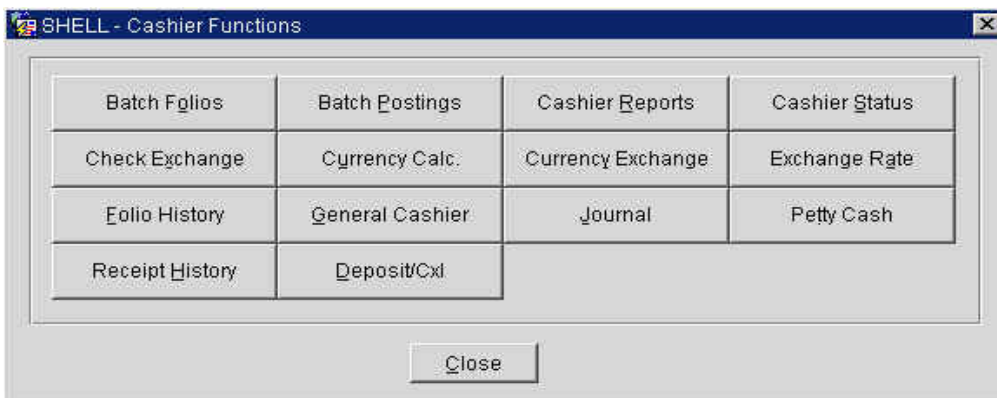 SHELL - Cashier Functions
Batch Folios Batch Postings Cashier Reports Cashier Status
Check Exchange Currency Calc. Currency Exchange Exchange Rate
Folio History General Cashier Journal Petty Cash
Receipt History Deposit/Cxl
Close